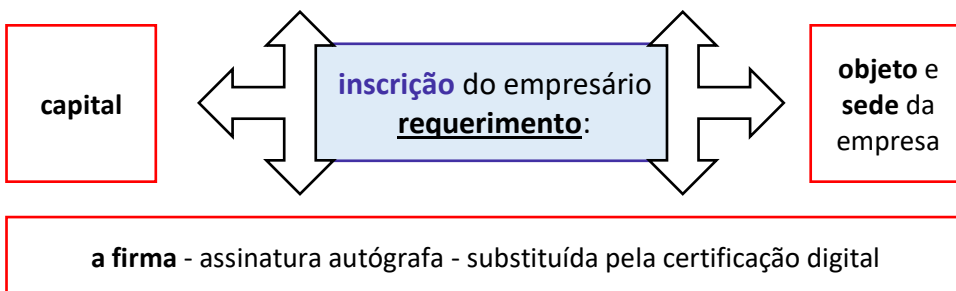 capital
inscrição do empresário
requerimento:
objeto e
sede da
empresa
a firma - assinatura autógrafa - substituída pela certificação digital